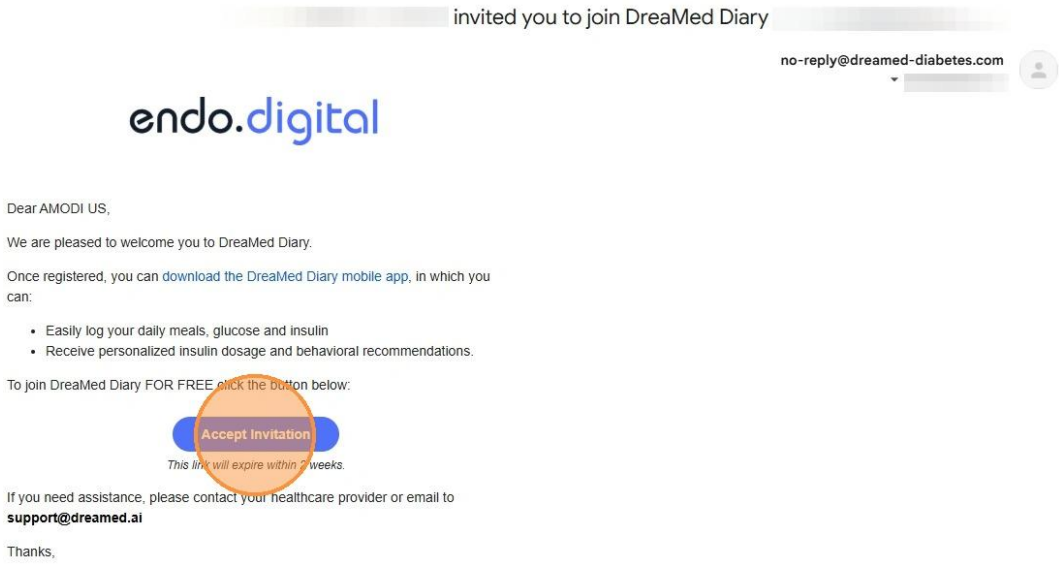 invited you to join DreaMed Diary
no-reply@dreamed-diabetes.com
endo.digital
Dear AMODI US,
We are pleased to welcome you to DreaMed Diary.
Once registered, you can download the DreaMed Diary mobile app, in which you
can:
• Easily log your daily meals, glucose and insulin
• Receive personalized insulin dosage and behavioral recommendations.
To join DreaMed Diary FOR FREE click the button below:
Accept Invitation
This link will expire within 2 weeks.
If you need assistance, please contact your healthcare provider or email to
support@dreamed.ai
Thanks,